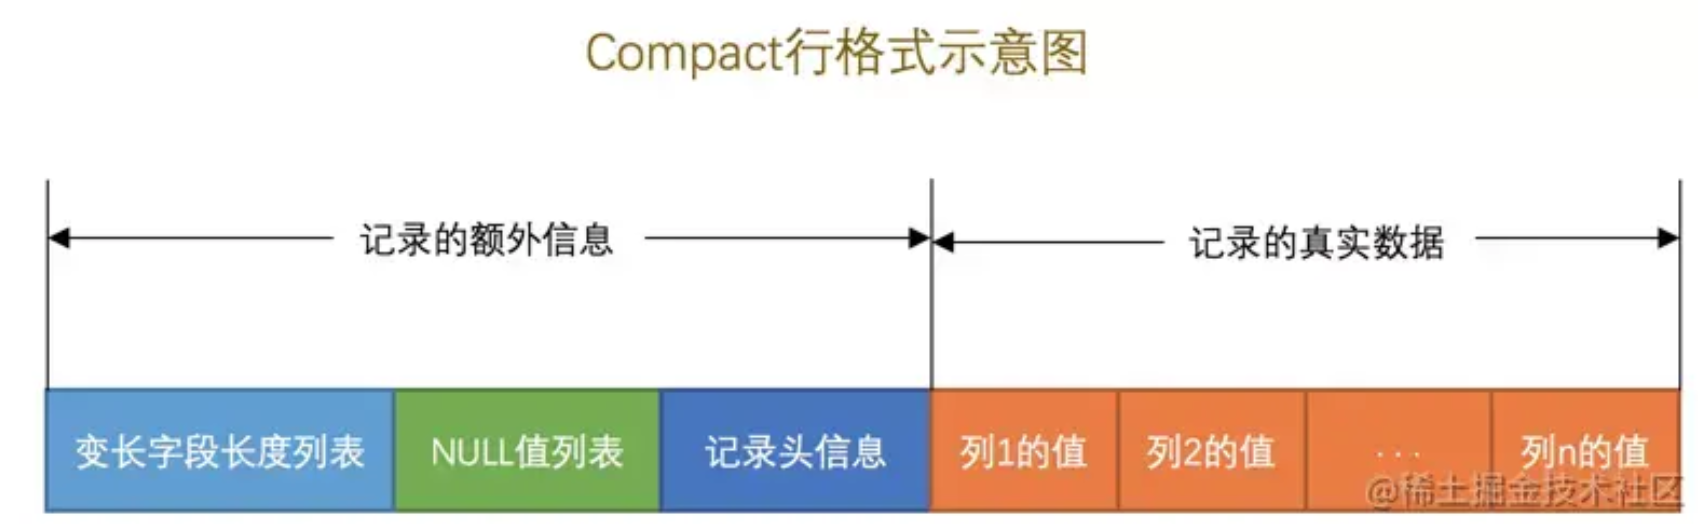 Compact行格式示意图
记录的额外信息 记录的真实数据
变长字段长度列表 NULL值列表 记录头信息 列1的值 列2的值 ... 列n的值
@稀土掘金技术社区